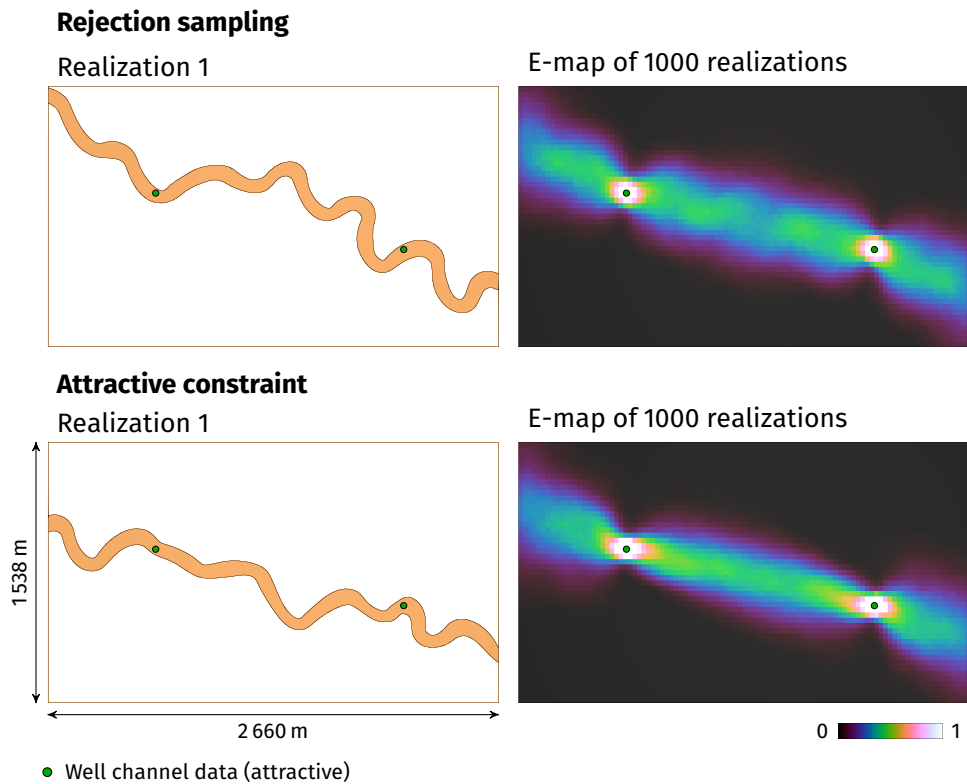 Rejection sampling
Realization 1
E-map of 1000 realizations
Attractive constraint
Realization 1
E-map of 1000 realizations
1 538 m
2 660 m
0 1
Well channel data (attractive)